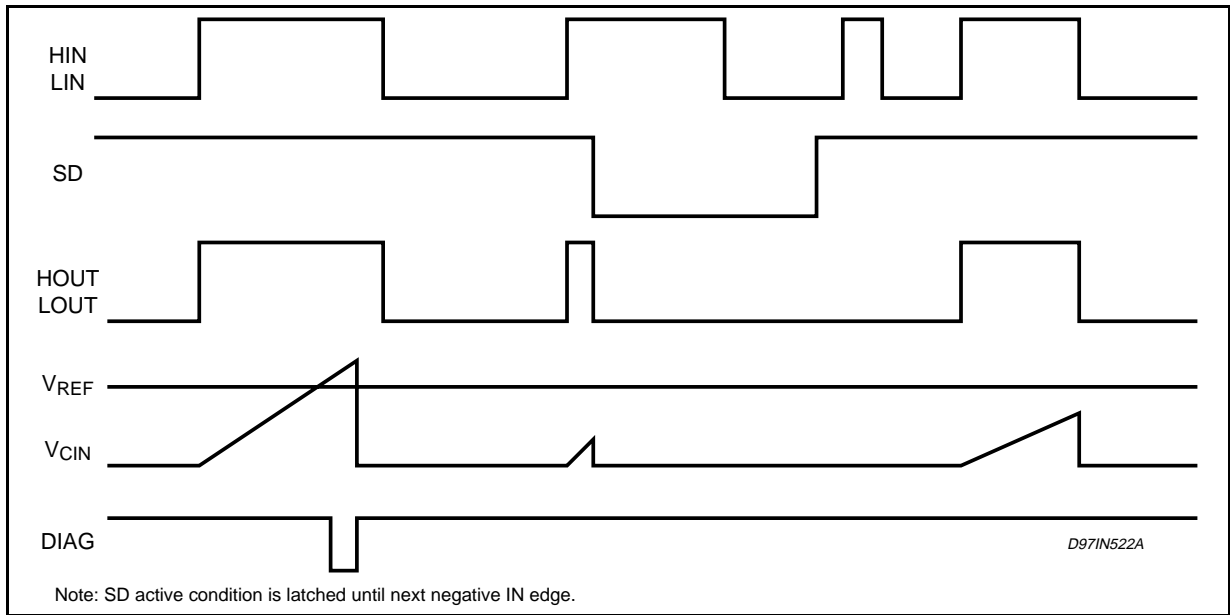 HIN
LIN
SD
HOUT
LOUT
VREF
VCIN
DIAG
D97IN522A
Note: SD active condition is latched until next negative IN edge.